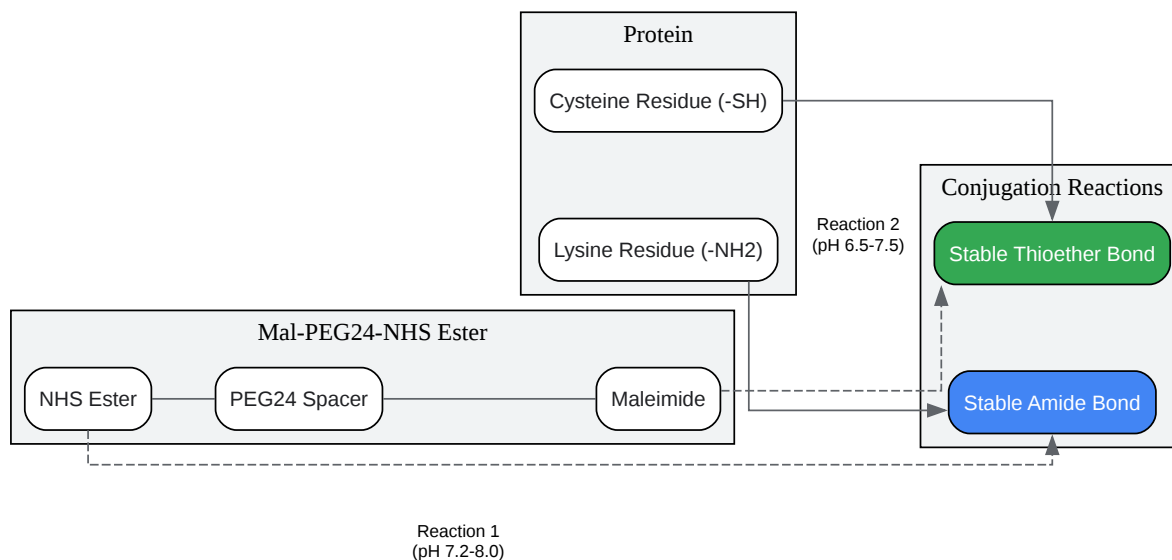 Protein
Cysteine Residue (-SH)
Lysine Residue (-NH2)
Reaction 2
(pH 6.5-7.5)
Conjugation Reactions
Stable Thioether Bond
Stable Amide Bond
Mal-PEG24-NHS Ester
NHS Ester
PEG24 Spacer
Maleimide
Reaction 1
(pH 7.2-8.0)